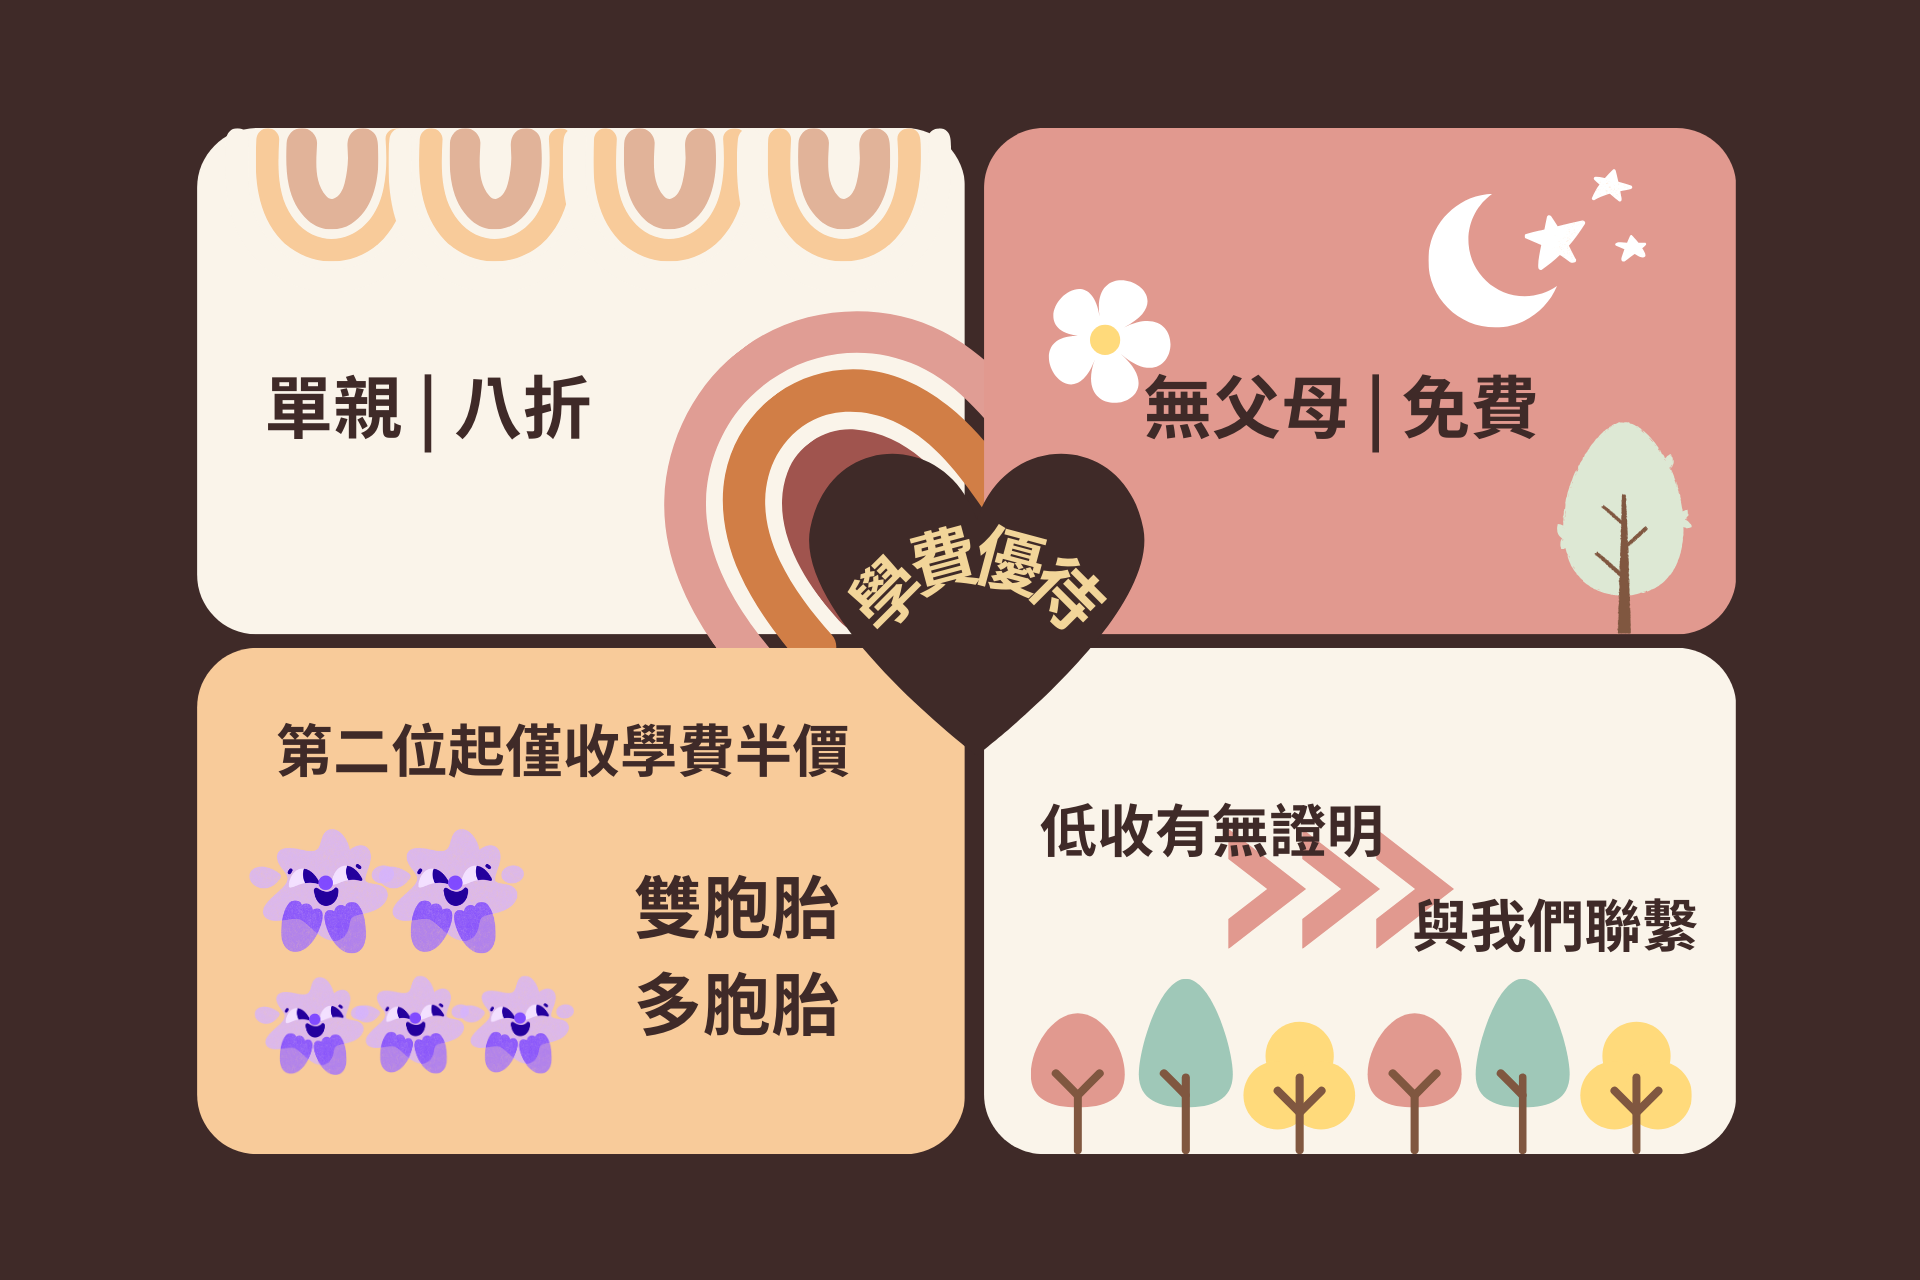 單親 | 八折
無父母 | 免費
學費優待
第二位起僅收學費半價
雙胞胎
多胞胎
低收有無證明
與我們聯繫